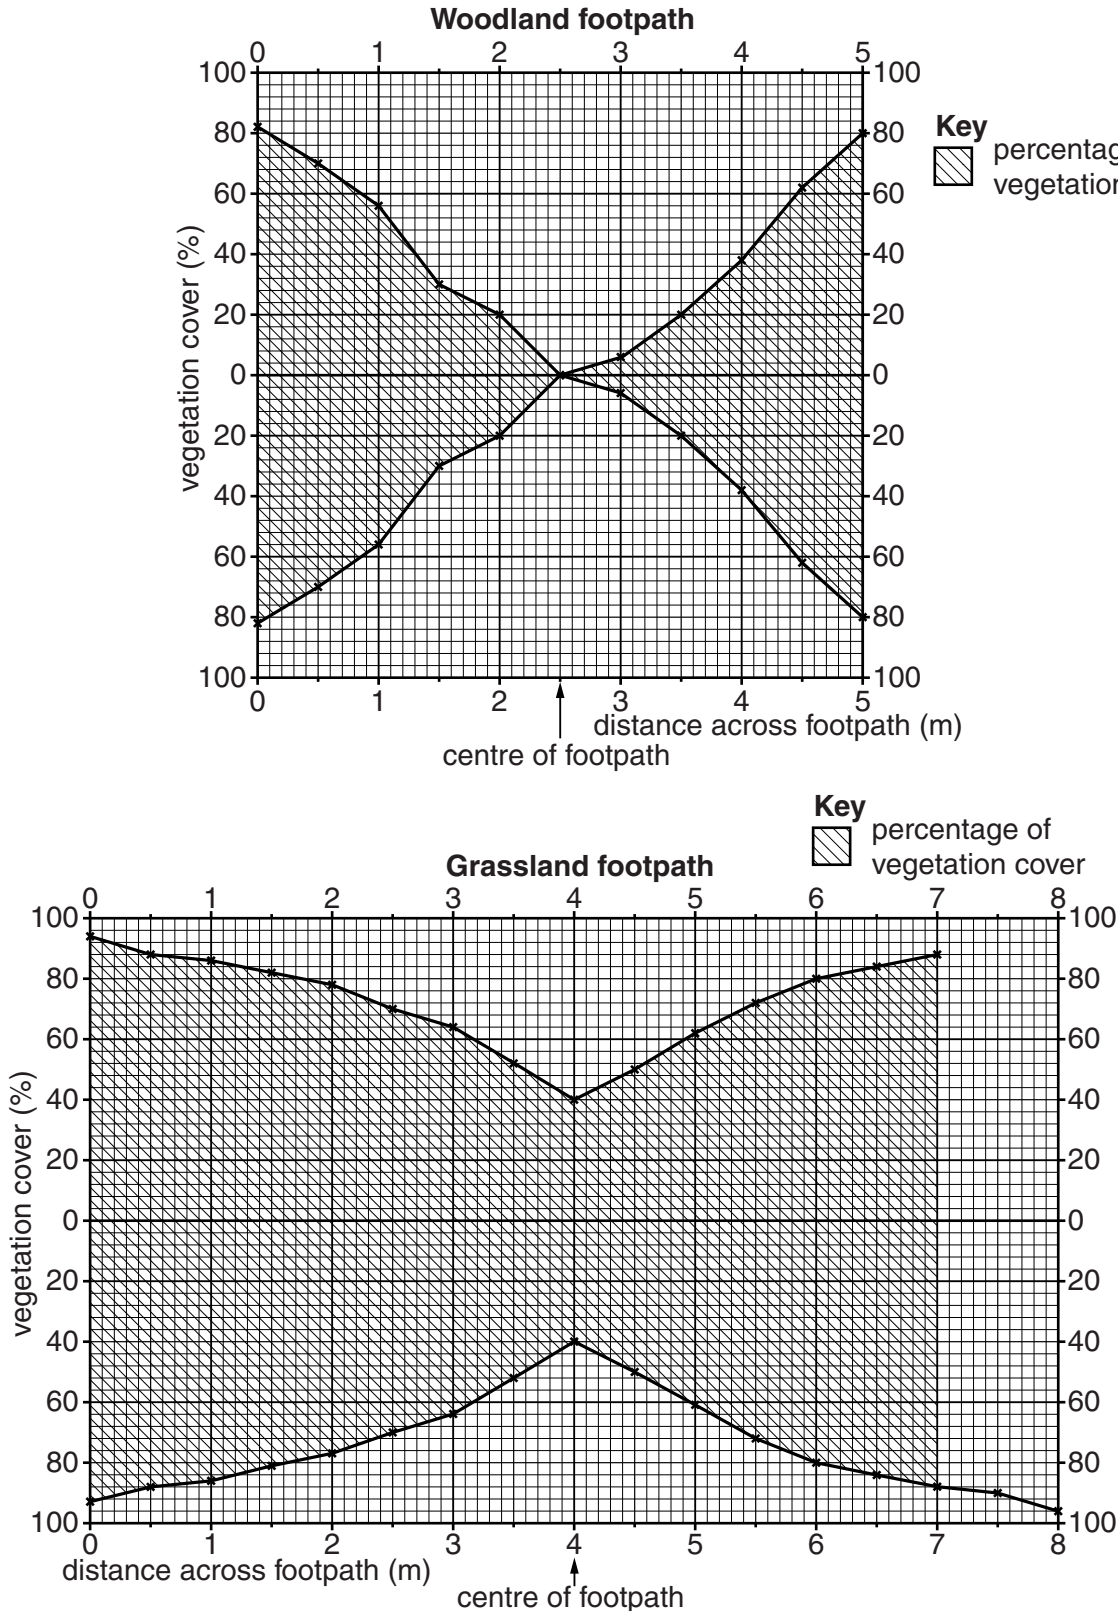 Woodland footpath
0 1 2 3 4 5
100 100
80 80
60 60
40 40
20 20
0 0
20 20
40 40
60 60
80 80
100 100
0 1 2 3 4 5
vegetation cover (%)
distance across footpath (m)
centre of footpath
Key
percentag
vegetation
Key
percentage of
vegetation cover
Grassland footpath
0 1 2 3 4 5 6 7 8
100 100
80 80
60 60
40 40
20 20
0 0
20 20
40 40
60 60
80 80
100 100
0 1 2 3 4 5 6 7 8
vegetation cover (%)
distance across footpath (m)
centre of footpath